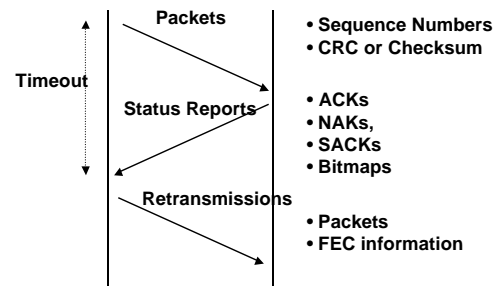 Packets
• Sequence Numbers
• CRC or Checksum
Timeout
Status Reports
• ACKs
• NAKs,
• SACKs
• Bitmaps
Retransmissions
• Packets
• FEC information